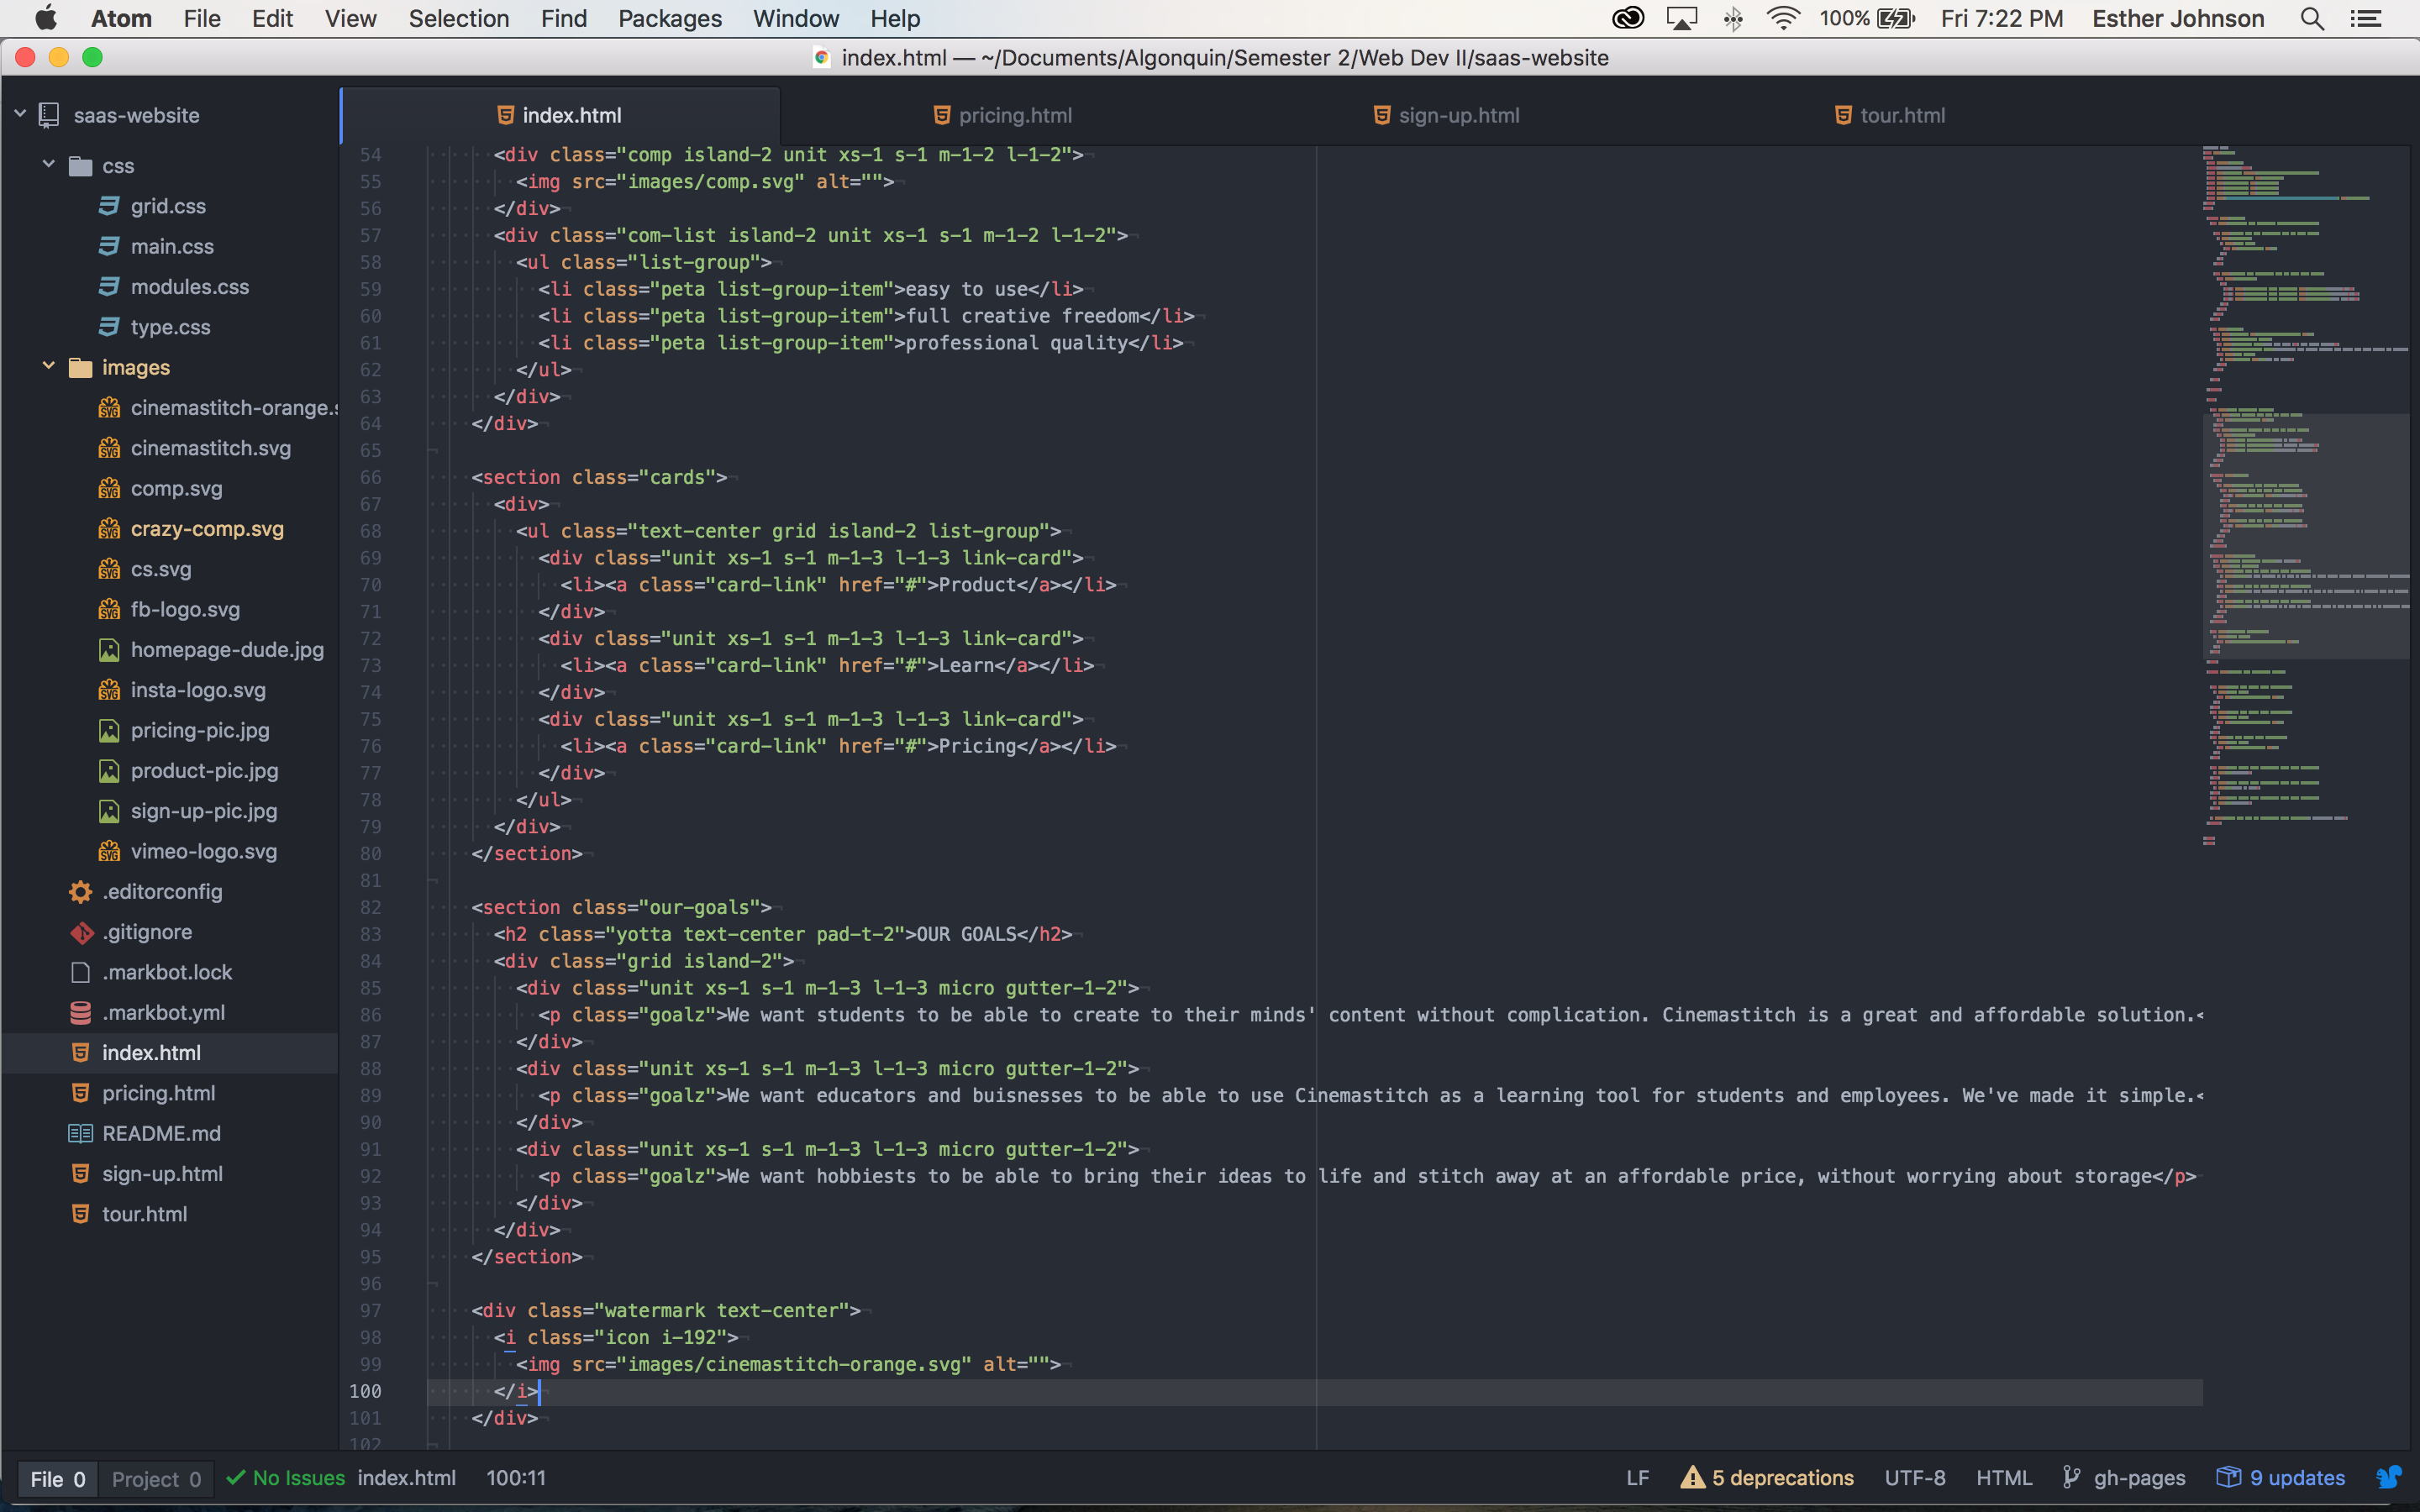 Atom File Edit View Selection Find Packages Window Help 100% Fri 7:22 PM Esther Johnson
index.html — ~/Documents/Algonquin/Semester 2/Web Dev II/saas-website
saas-website
css
grid.css
main.css
modules.css
type.css
images
cinemastitch-orange.s
cinemastitch.svg
comp.svg
crazy-comp.svg
cs.svg
fb-logo.svg
homepage-dude.jpg
insta-logo.svg
pricing-pic.jpg
product-pic.jpg
sign-up-pic.jpg
vimeo-logo.svg
.editorconfig
.gitignore
.markbot.lock
.markbot.yml
index.html
pricing.html
README.md
sign-up.html
tour.html
index.html pricing.html sign-up.html tour.html
54 <div class="comp island-2 unit xs-1 s-1 m-1-2 l-1-2">
55 <img src="images/comp.svg" alt="">
56 </div>
57 <div class="com-list island-2 unit xs-1 s-1 m-1-2 l-1-2">
58 <ul class="list-group">
59 <li class="peta list-group-item">easy to use</li>
60 <li class="peta list-group-item">full creative freedom</li>
61 <li class="peta list-group-item">professional quality</li>
62 </ul>
63 </div>
64 </div>
65
66 <section class="cards">
67 <div>
68 <ul class="text-center grid island-2 list-group">
69 <div class="unit xs-1 s-1 m-1-3 l-1-3 link-card">
70 <li><a class="card-link" href="#">Product</a></li>
71 </div>
72 <div class="unit xs-1 s-1 m-1-3 l-1-3 link-card">
73 <li><a class="card-link" href="#">Learn</a></li>
74 </div>
75 <div class="unit xs-1 s-1 m-1-3 l-1-3 link-card">
76 <li><a class="card-link" href="#">Pricing</a></li>
77 </div>
78 </ul>
79 </div>
80 </section>
81
82 <section class="our-goals">
83 <h2 class="yotta text-center pad-t-2">OUR GOALS</h2>
84 <div class="grid island-2">
85 <div class="unit xs-1 s-1 m-1-3 l-1-3 micro gutter-1-2">
86 <p class="goalz">We want students to be able to create to their minds' content without complication. Cinemastitch is a great and affordable solution.<
87 </div>
88 <div class="unit xs-1 s-1 m-1-3 l-1-3 micro gutter-1-2">
89 <p class="goalz">We want educators and buisnesses to be able to use Cinemastitch as a learning tool for students and employees. We've made it simple.<
90 </div>
91 <div class="unit xs-1 s-1 m-1-3 l-1-3 micro gutter-1-2">
92 <p class="goalz">We want hobbiests to be able to bring their ideas to life and stitch away at an affordable price, without worrying about storage</p>
93 </div>
94 </div>
95 </section>
96
97 <div class="watermark text-center">
98 <i class="icon i-192">
99 <img src="images/cinemastitch-orange.svg" alt="">
100 </i>
101 </div>
102
File 0 Project 0 No Issues index.html 100:11 LF 5 deprecations UTF-8 HTML gh-pages 9 updates